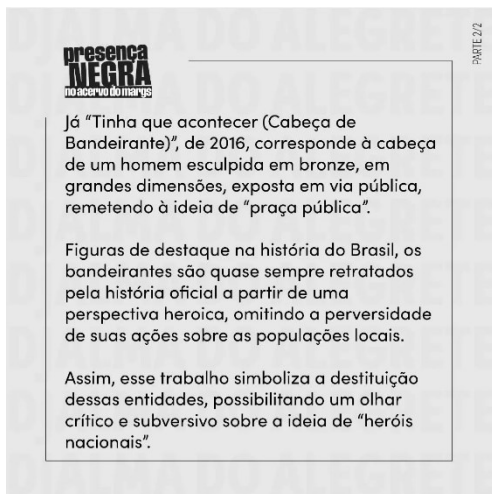 PARTE 2/2
presença
NEGRA
no acervo do margs
Já “Tinha que acontecer (Cabeça de
Bandeirante)”, de 2016, corresponde à cabeça
de um homem esculpida em bronze, em
grandes dimensões, exposta em via pública,
remetendo à ideia de “praça pública”.
Figuras de destaque na história do Brasil, os
bandeirantes são quase sempre retratados
pela história oficial a partir de uma
perspectiva heroica, omitindo a perversidade
de suas ações sobre as populações locais.
Assim, esse trabalho simboliza a destituição
dessas entidades, possibilitando um olhar
crítico e subversivo sobre a ideia de “heróis
nacionais”.